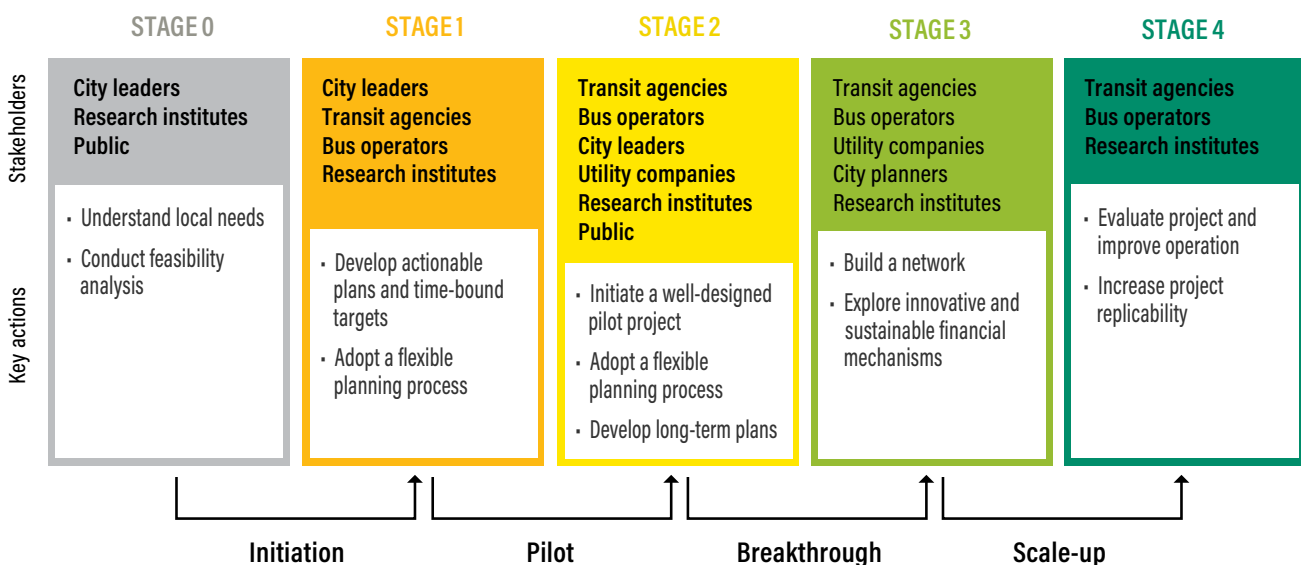 STAGE 0
STAGE 1
STAGE 2
STAGE 3
STAGE 4
Stakeholders
City leaders
Research institutes
Public
City leaders
Transit agencies
Bus operators
Research institutes
Transit agencies
Bus operators
City leaders
Utility companies
Research institutes
Public
Transit agencies
Bus operators
Utility companies
City planners
Research institutes
Transit agencies
Bus operators
Research institutes
Key actions
· Understand local needs
· Conduct feasibility
analysis
· Develop actionable
plans and time-bound
targets
· Adopt a flexible
planning process
· Initiate a well-designed
pilot project
· Adopt a flexible
planning process
· Develop long-term plans
· Build a network
· Explore innovative and
sustainable financial
mechanisms
· Evaluate project and
improve operation
· Increase project
replicability
Initiation
Pilot
Breakthrough
Scale-up